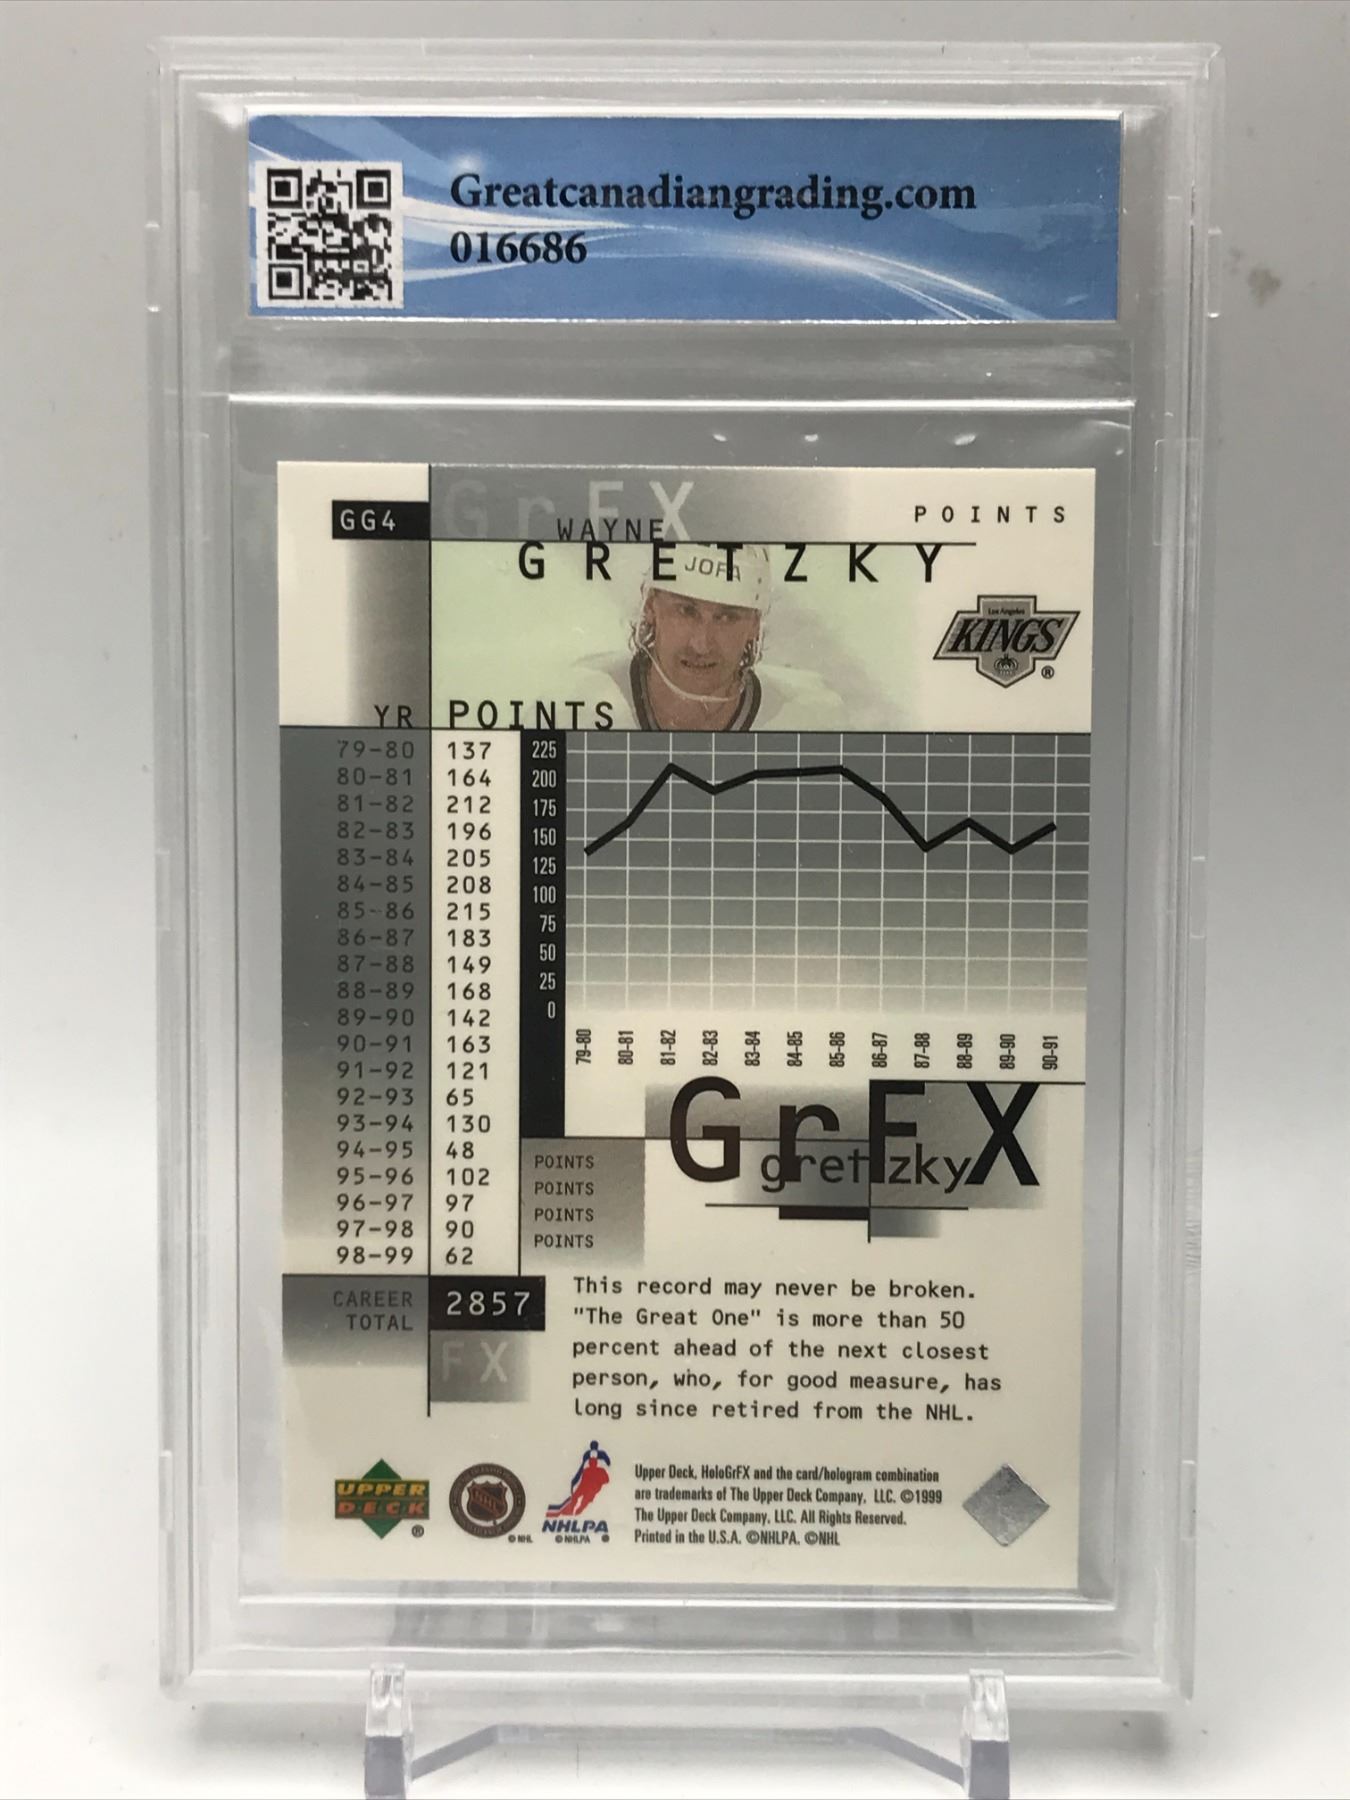 Greatcanadiangrading.com
016686
GrFX
GG4
WAYNE
GRETZKY
POINTS
JOFA
Los Angeles
KINGS
®
YR POINTS
79-80 137
80-81 164
81-82 212
82-83 196
83-84 205
84-85 208
85-86 215
86-87 183
87-88 149
88-89 168
89-90 142
90-91 163
91-92 121
92-93 65
93-94 130
94-95 48
95-96 102
96-97 97
97-98 90
98-99 62
CAREER TOTAL 2857
FX
225
200
175
150
125
100
75
50
25
0
79-80 80-81 81-82 82-83 83-84 84-85 85-86 86-87 87-88 88-89 89-90 90-91
GrFX
gretzky
POINTS
POINTS
POINTS
POINTS
This record may never be broken.
"The Great One" is more than 50
percent ahead of the next closest
person, who, for good measure, has
long since retired from the NHL.
UPPER
DECK
®
NHL
©NHL
NHLPA
©NHLPA ®
Upper Deck, HoloGrFX and the card/hologram combination
are trademarks of The Upper Deck Company, LLC. ©1999
The Upper Deck Company, LLC. All Rights Reserved.
Printed in the U.S.A. ©NHLPA. ©NHL